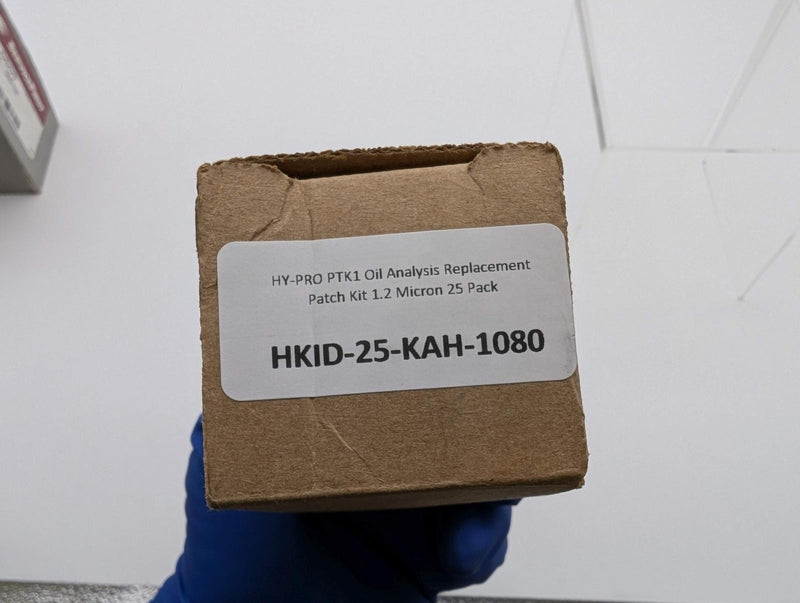 HY-PRO PTK1 Oil Analysis Replacement
Patch Kit 1.2 Micron 25 Pack
HKID-25-KAH-1080